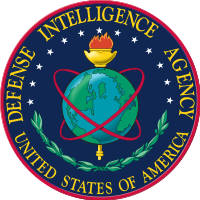 DEFENSE INTELLIGENCE AGENCY
UNITED STATES OF AMERICA